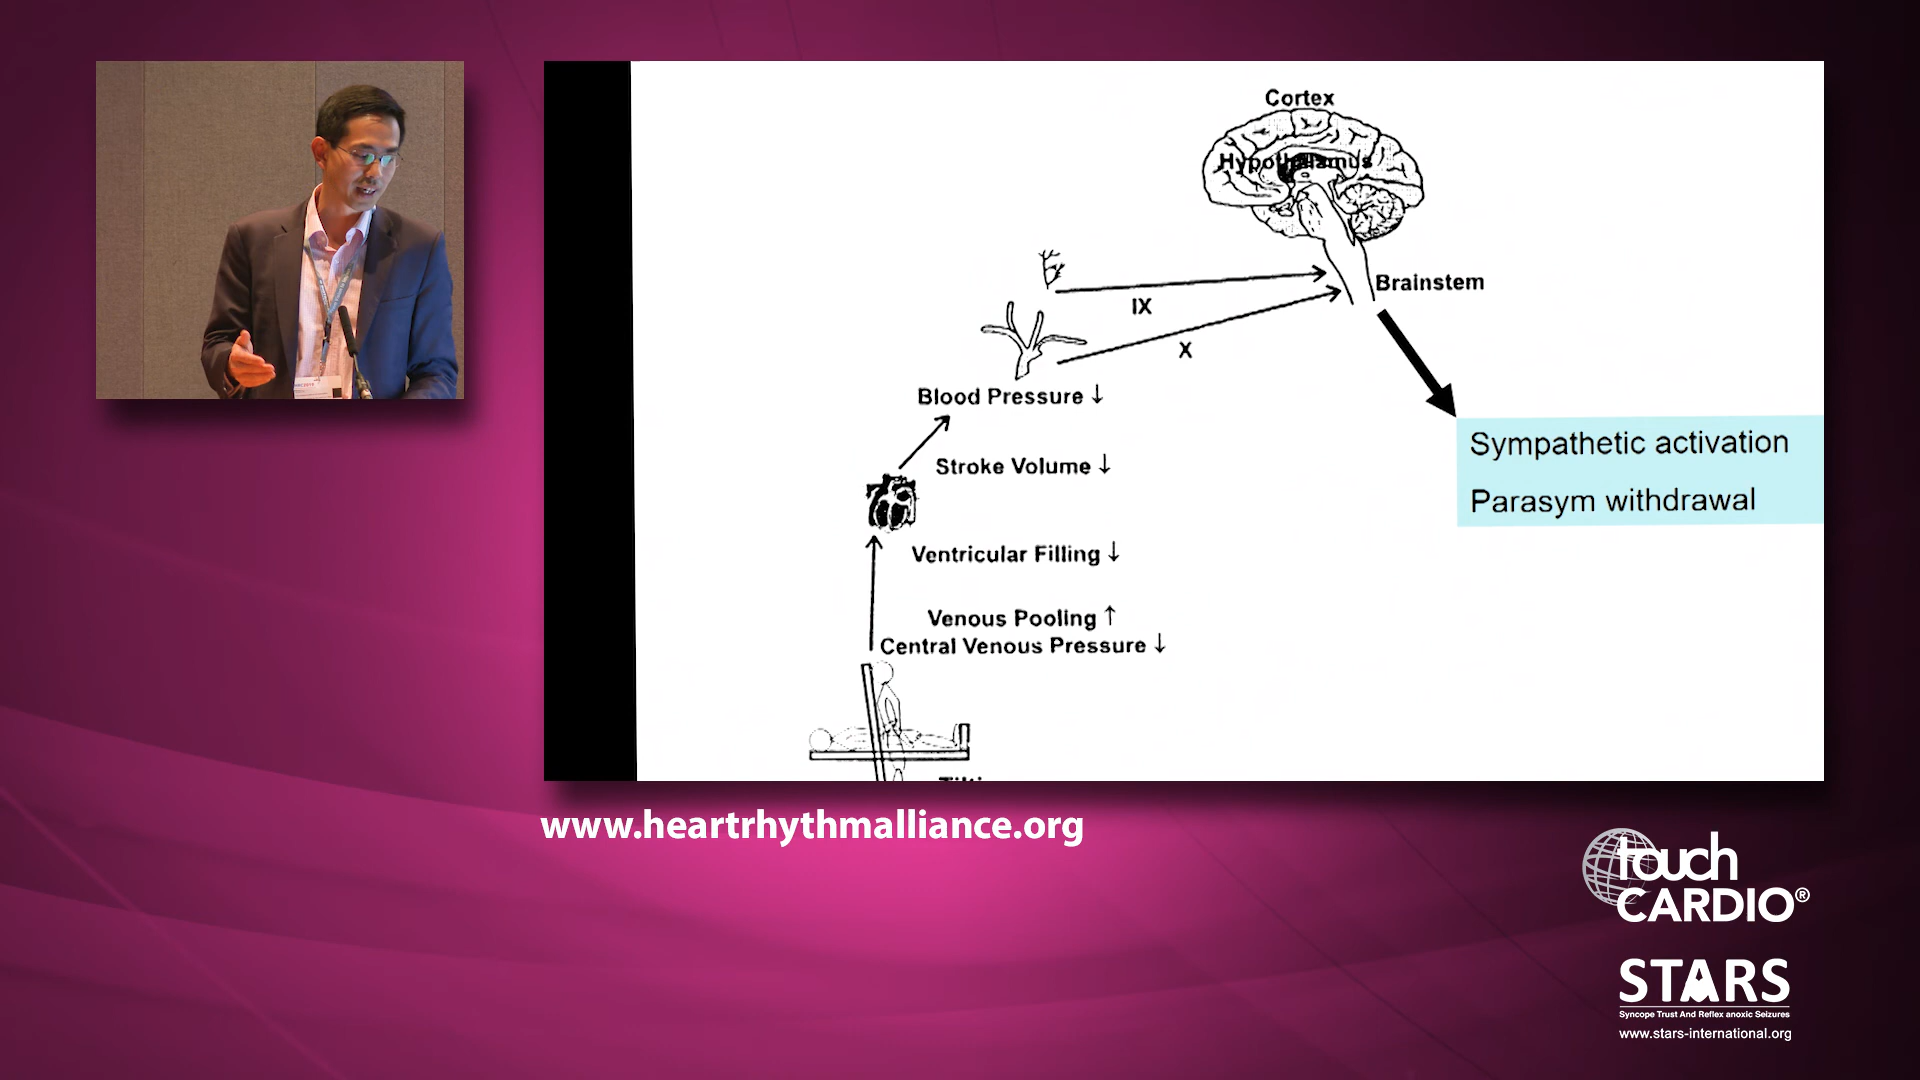 Cortex
Hypothalamus
Brainstem
IX
X
Blood Pressure ↓
Sympathetic activation
Stroke Volume ↓
Parasym withdrawal
Ventricular Filling ↓
Venous Pooling ↑
Central Venous Pressure ↓
www.heartrhythmalliance.org
touch
CARDIO®
STARS
Syncope Trust And Reflex anoxic Seizures
www.stars-international.org